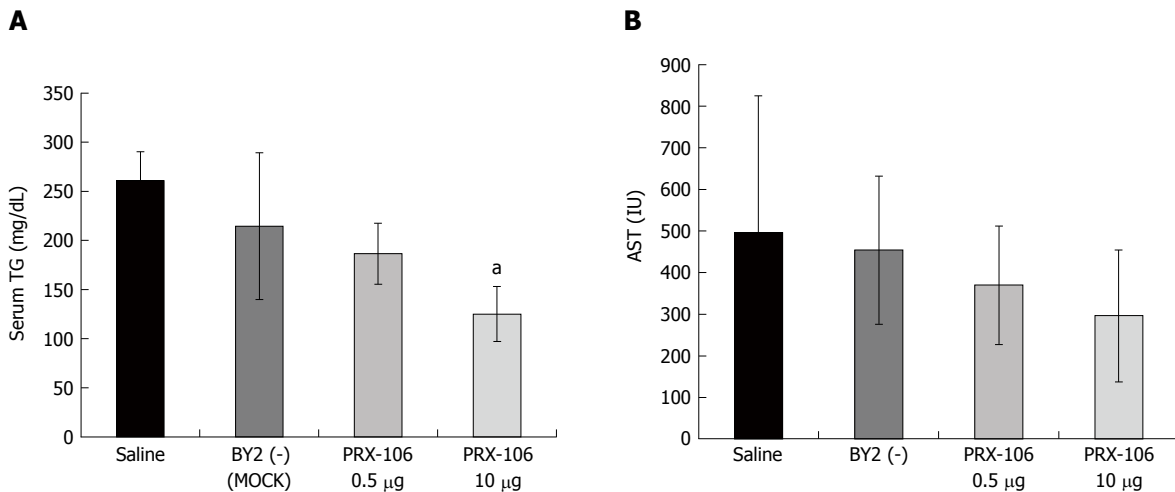 A
Serum TG (mg/dL)
350
300
250
200
150
100
50
0
a
Saline
BY2 (-)
(MOCK)
PRX-106
0.5 μg
PRX-106
10 μg
B
AST (IU)
900
800
700
600
500
400
300
200
100
0
Saline
BY2 (-)
PRX-106
0.5 μg
PRX-106
10 μg